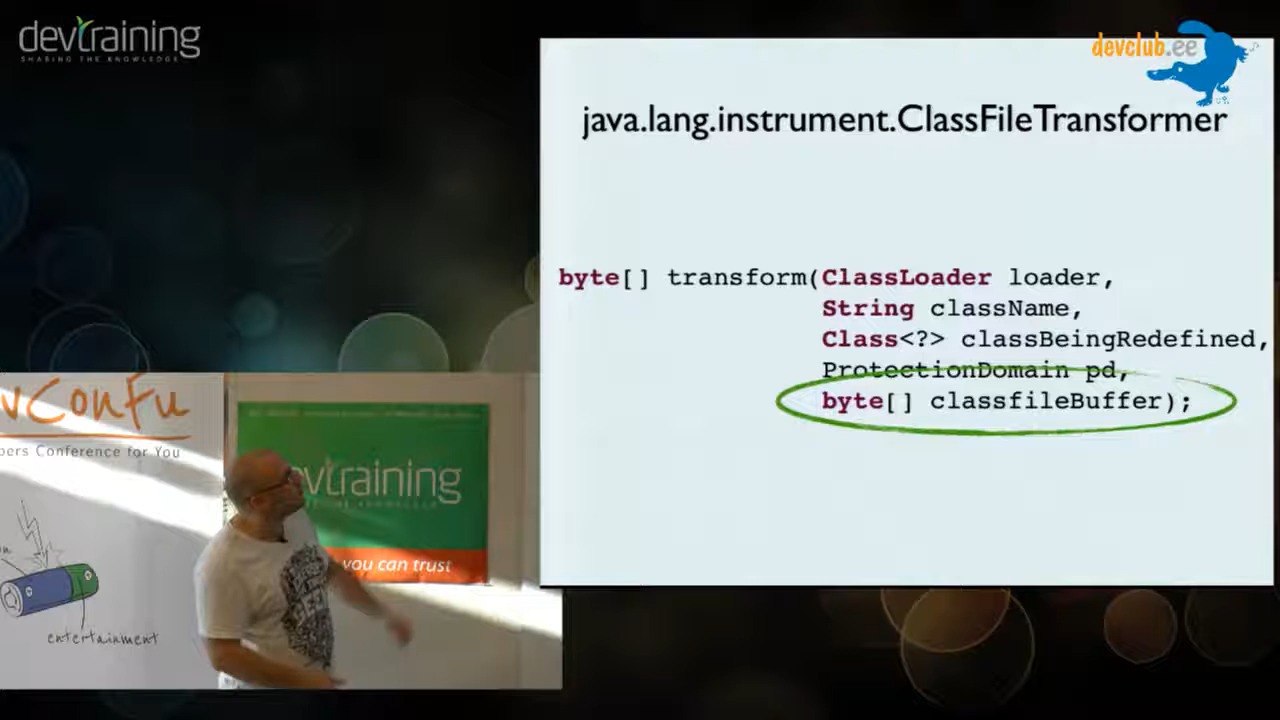 devtraining
SHARING THE KNOWLEDGE
devclub.ee
java.lang.instrument.ClassFileTransformer
byte[] transform(ClassLoader loader,
String className,
Class<?> classBeingRedefined,
ProtectionDomain pd,
byte[] classfileBuffer);
vConFu
pers Conference for You
entertainment
evtraining
you can trust